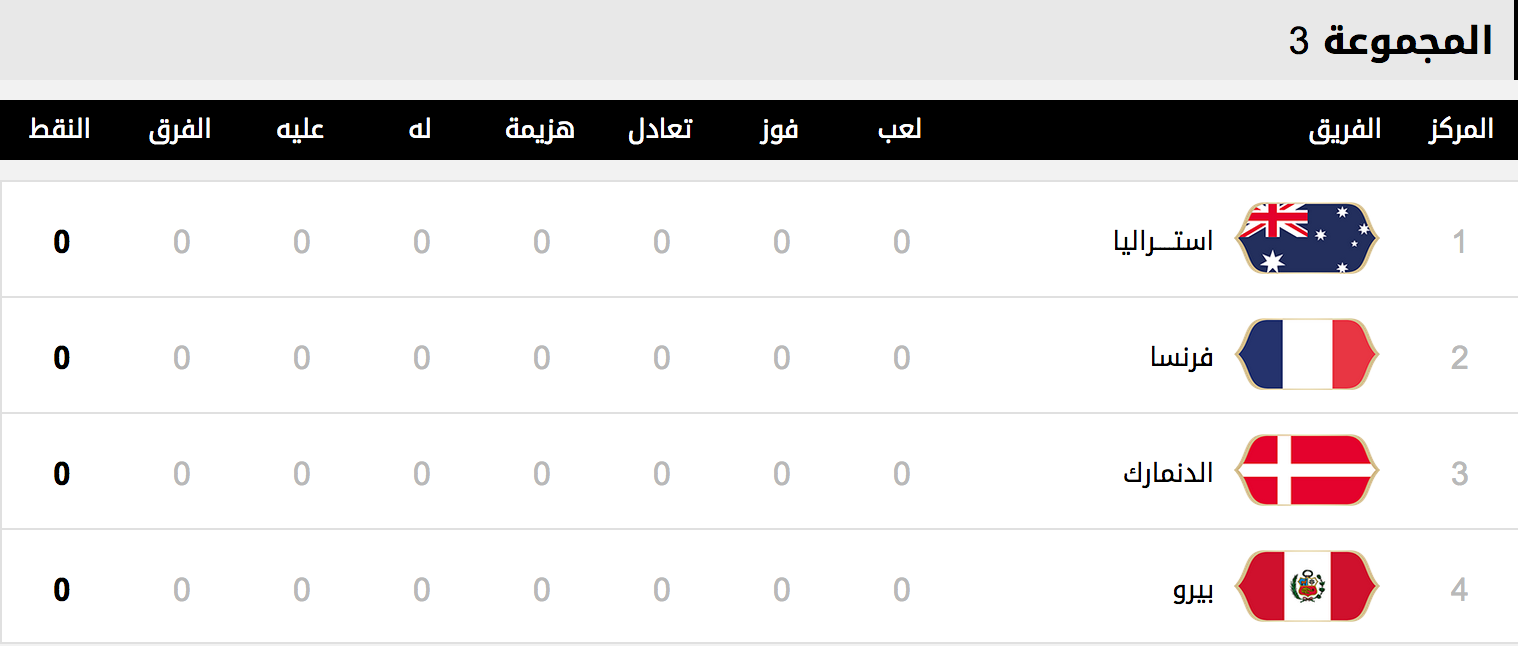 المجموعة 3
المركز الفريق لعب فوز تعادل هزيمة له عليه الفرق النقط
1 استـــراليا 0 0 0 0 0 0 0 0
2 فرنسا 0 0 0 0 0 0 0 0
3 الدنمارك 0 0 0 0 0 0 0 0
4 بيرو 0 0 0 0 0 0 0 0